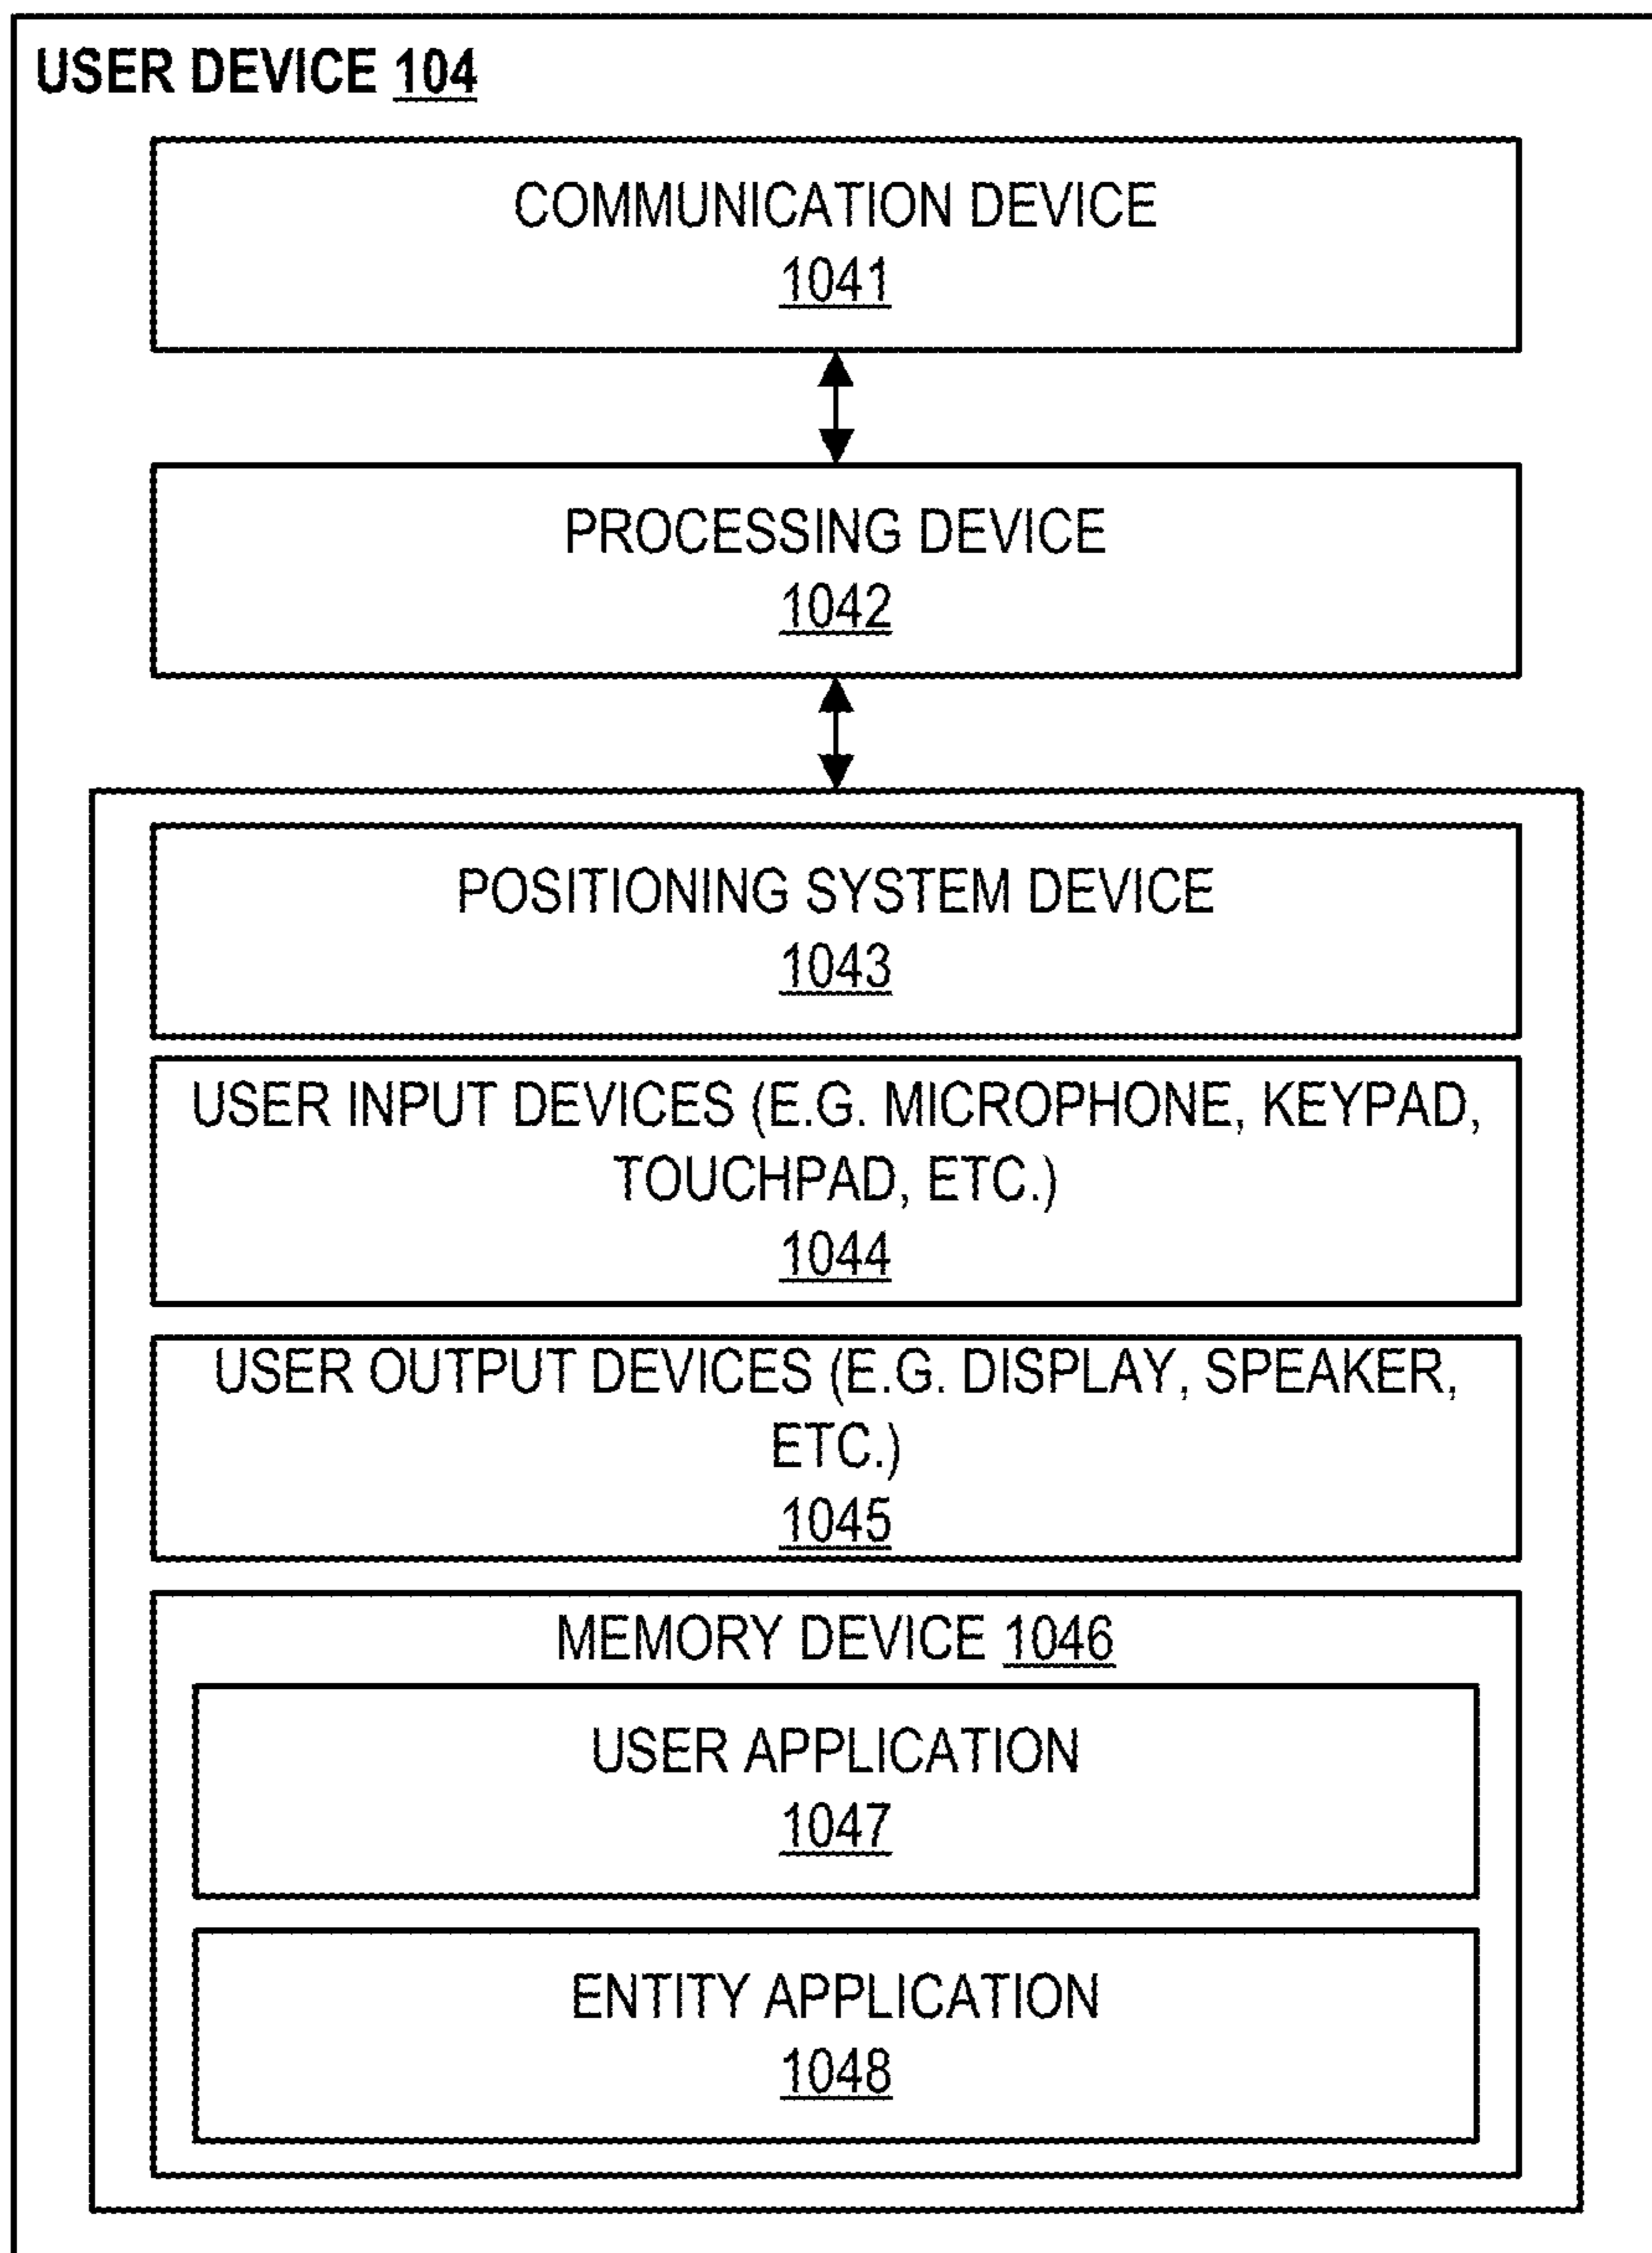 USER DEVICE 104
COMMUNICATION DEVICE
1041
PROCESSING DEVICE
1042
POSITIONING SYSTEM DEVICE
1043
USER INPUT DEVICES (E.G. MICROPHONE, KEYPAD,
TOUCHPAD, ETC.)
1044
USER OUTPUT DEVICES (E.G. DISPLAY, SPEAKER,
ETC.)
1045
MEMORY DEVICE 1046
USER APPLICATION
1047
ENTITY APPLICATION
1048